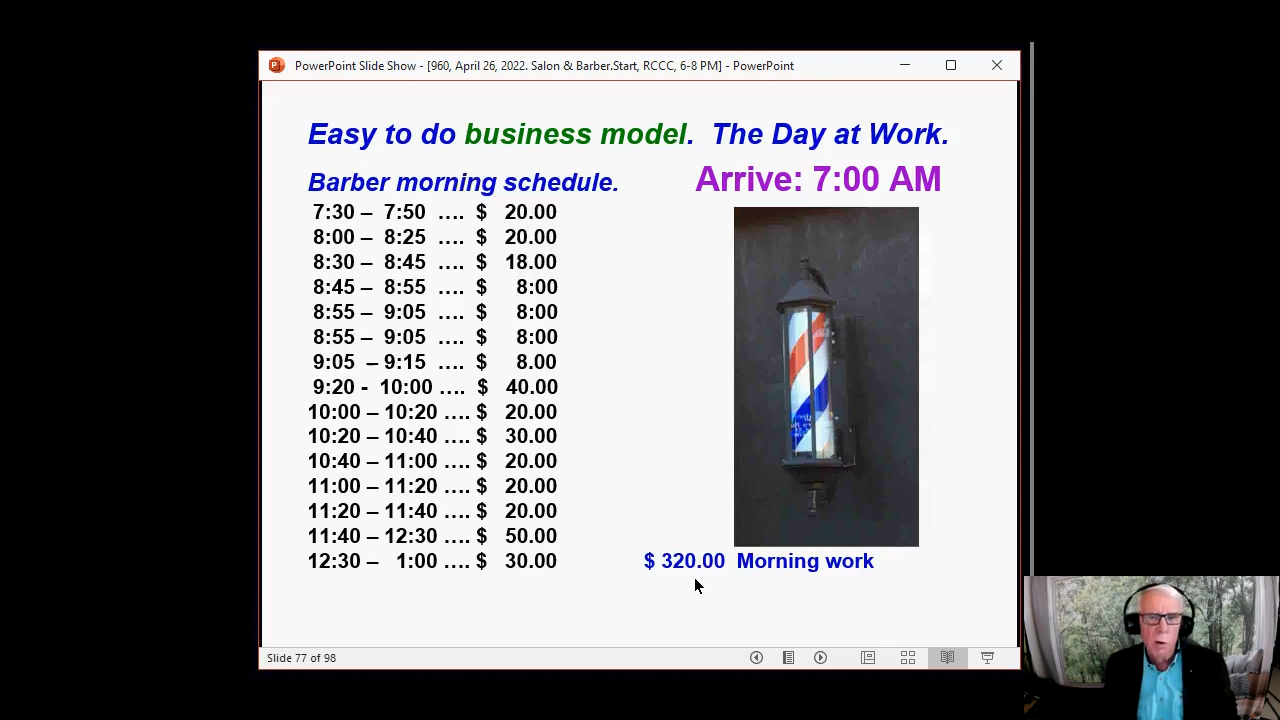 PowerPoint Slide Show - [960, April 26, 2022. Salon & Barber.Start, RCCC, 6-8 PM] - PowerPoint
Easy to do business model. The Day at Work.
Barber morning schedule. Arrive: 7:00 AM
7:30 – 7:50 .... $ 20.00
8:00 – 8:25 .... $ 20.00
8:30 – 8:45 .... $ 18.00
8:45 – 8:55 .... $ 8:00
8:55 – 9:05 .... $ 8:00
8:55 – 9:05 .... $ 8:00
9:05 – 9:15 .... $ 8.00
9:20 - 10:00 .... $ 40.00
10:00 – 10:20 .... $ 20.00
10:20 – 10:40 .... $ 30.00
10:40 – 11:00 .... $ 20.00
11:00 – 11:20 .... $ 20.00
11:20 – 11:40 .... $ 20.00
11:40 – 12:30 .... $ 50.00
12:30 – 1:00 .... $ 30.00 $ 320.00 Morning work
Slide 77 of 98